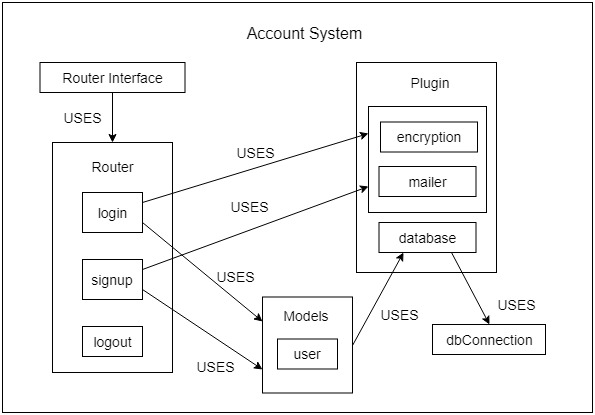 Account System
Router Interface
Plugin
USES
encryption
USES
Router
mailer
login
USES
database
signup
USES
USES
USES
Models
logout
user
dbConnection
USES